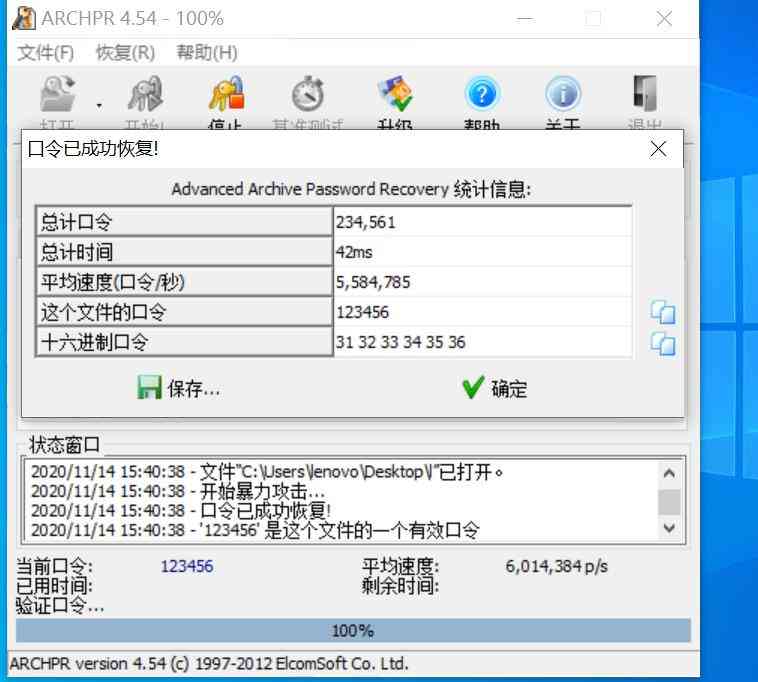 ARCHPR 4.54 - 100%
文件(F) 恢复(R) 帮助(H)
打开 开始! 停止 基准测试 升级 帮助 关于 退出
口令已成功恢复!
Advanced Archive Password Recovery 统计信息:
总计口令 234,561
总计时间 42ms
平均速度(口令/秒) 5,584,785
这个文件的口令 123456
十六进制口令 31 32 33 34 35 36
保存... 确定
状态窗口
2020/11/14 15:40:38 - 文件"C:\Users\lenovo\Desktop\l"已打开。
2020/11/14 15:40:38 - 开始暴力攻击...
2020/11/14 15:40:38 - 口令已成功恢复!
2020/11/14 15:40:38 - '123456' 是这个文件的一个有效口令
当前口令: 123456 平均速度: 6,014,384 p/s
已用时间: 剩余时间:
验证口令...
100%
ARCHPR version 4.54 (c) 1997-2012 ElcomSoft Co. Ltd.